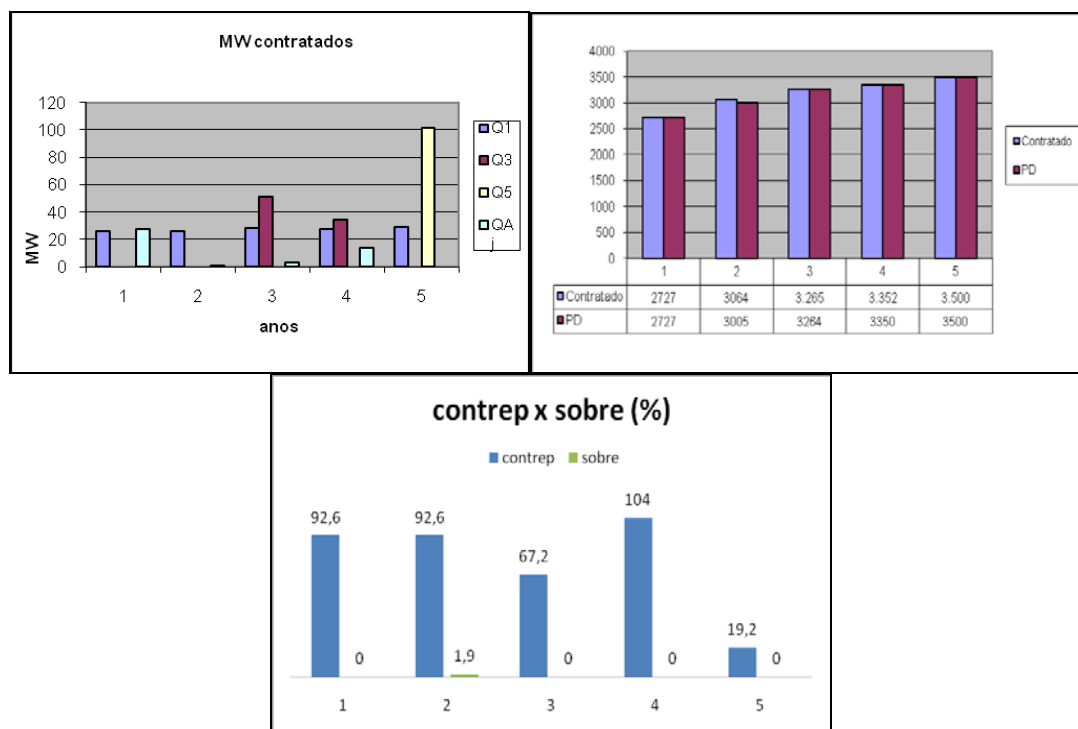 MW contratados
120
100
80
60
40
20
0
MW
1 2 3 4 5
anos
Q1
Q3
Q5
QA
j
4000
3500
3000
2500
2000
1500
1000
500
0
1 2 3 4 5
Contratado 2727 3064 3.265 3.352 3.500
PD 2727 3005 3264 3350 3500
Contratado
PD
contrep x sobre (%)
contrep sobre
92,6 0 92,6 1,9 67,2 0 104 0 19,2 0
1 2 3 4 5